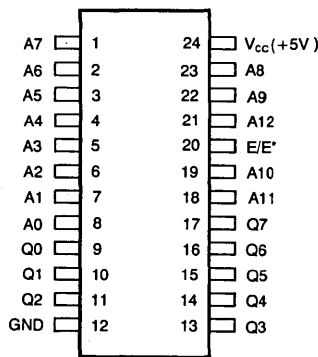 A7 1 24 Vcc(+5V)
A6 2 23 A8
A5 3 22 A9
A4 4 21 A12
A3 5 20 E/E*
A2 6 19 A10
A1 7 18 A11
A0 8 17 Q7
Q0 9 16 Q6
Q1 10 15 Q5
Q2 11 14 Q4
GND 12 13 Q3